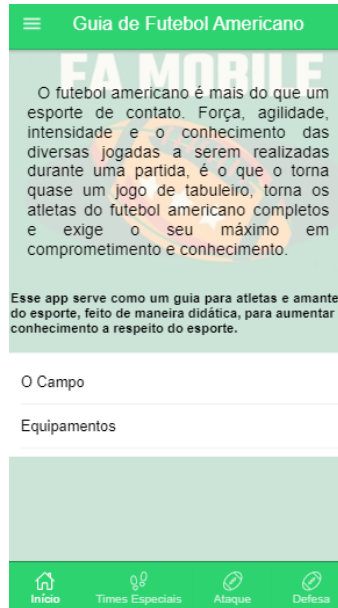 Guia de Futebol Americano
FA MOBILE
O futebol americano é mais do que um
esporte de contato. Força, agilidade,
intensidade e o conhecimento das
diversas jogadas a serem realizadas
durante uma partida, é o que o torna
quase um jogo de tabuleiro, torna os
atletas do futebol americano completos
e exige o seu máximo em
comprometimento e conhecimento.
Esse app serve como um guia para atletas e amante
do esporte, feito de maneira didática, para aumentar
conhecimento a respeito do esporte.
O Campo
Equipamentos
Início
Times Especiais
Ataque
Defesa